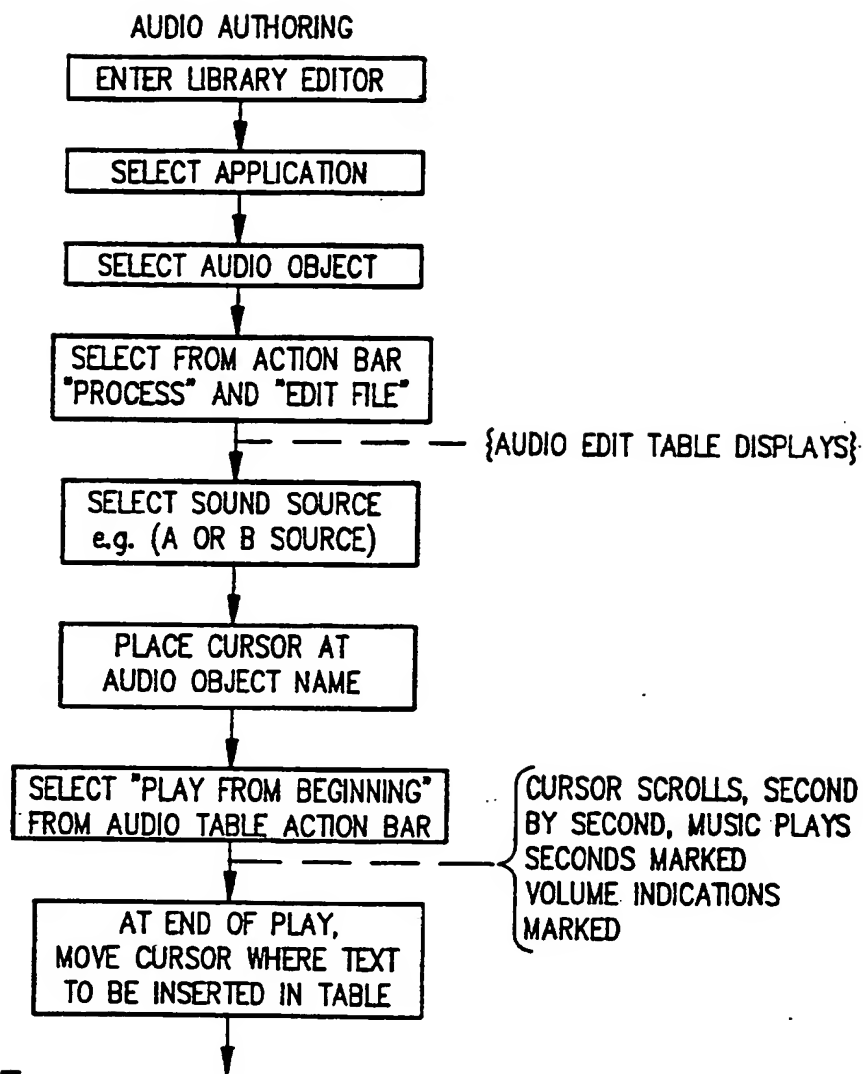 AUDIO AUTHORING
ENTER LIBRARY EDITOR
SELECT APPLICATION
SELECT AUDIO OBJECT
SELECT FROM ACTION BAR
"PROCESS" AND "EDIT FILE"
{AUDIO EDIT TABLE DISPLAYS}
SELECT SOUND SOURCE
e.g. (A OR B SOURCE)
PLACE CURSOR AT
AUDIO OBJECT NAME
SELECT "PLAY FROM BEGINNING"
FROM AUDIO TABLE ACTION BAR
CURSOR SCROLLS, SECOND
BY SECOND, MUSIC PLAYS
SECONDS MARKED
VOLUME INDICATIONS
MARKED
AT END OF PLAY,
MOVE CURSOR WHERE TEXT
TO BE INSERTED IN TABLE